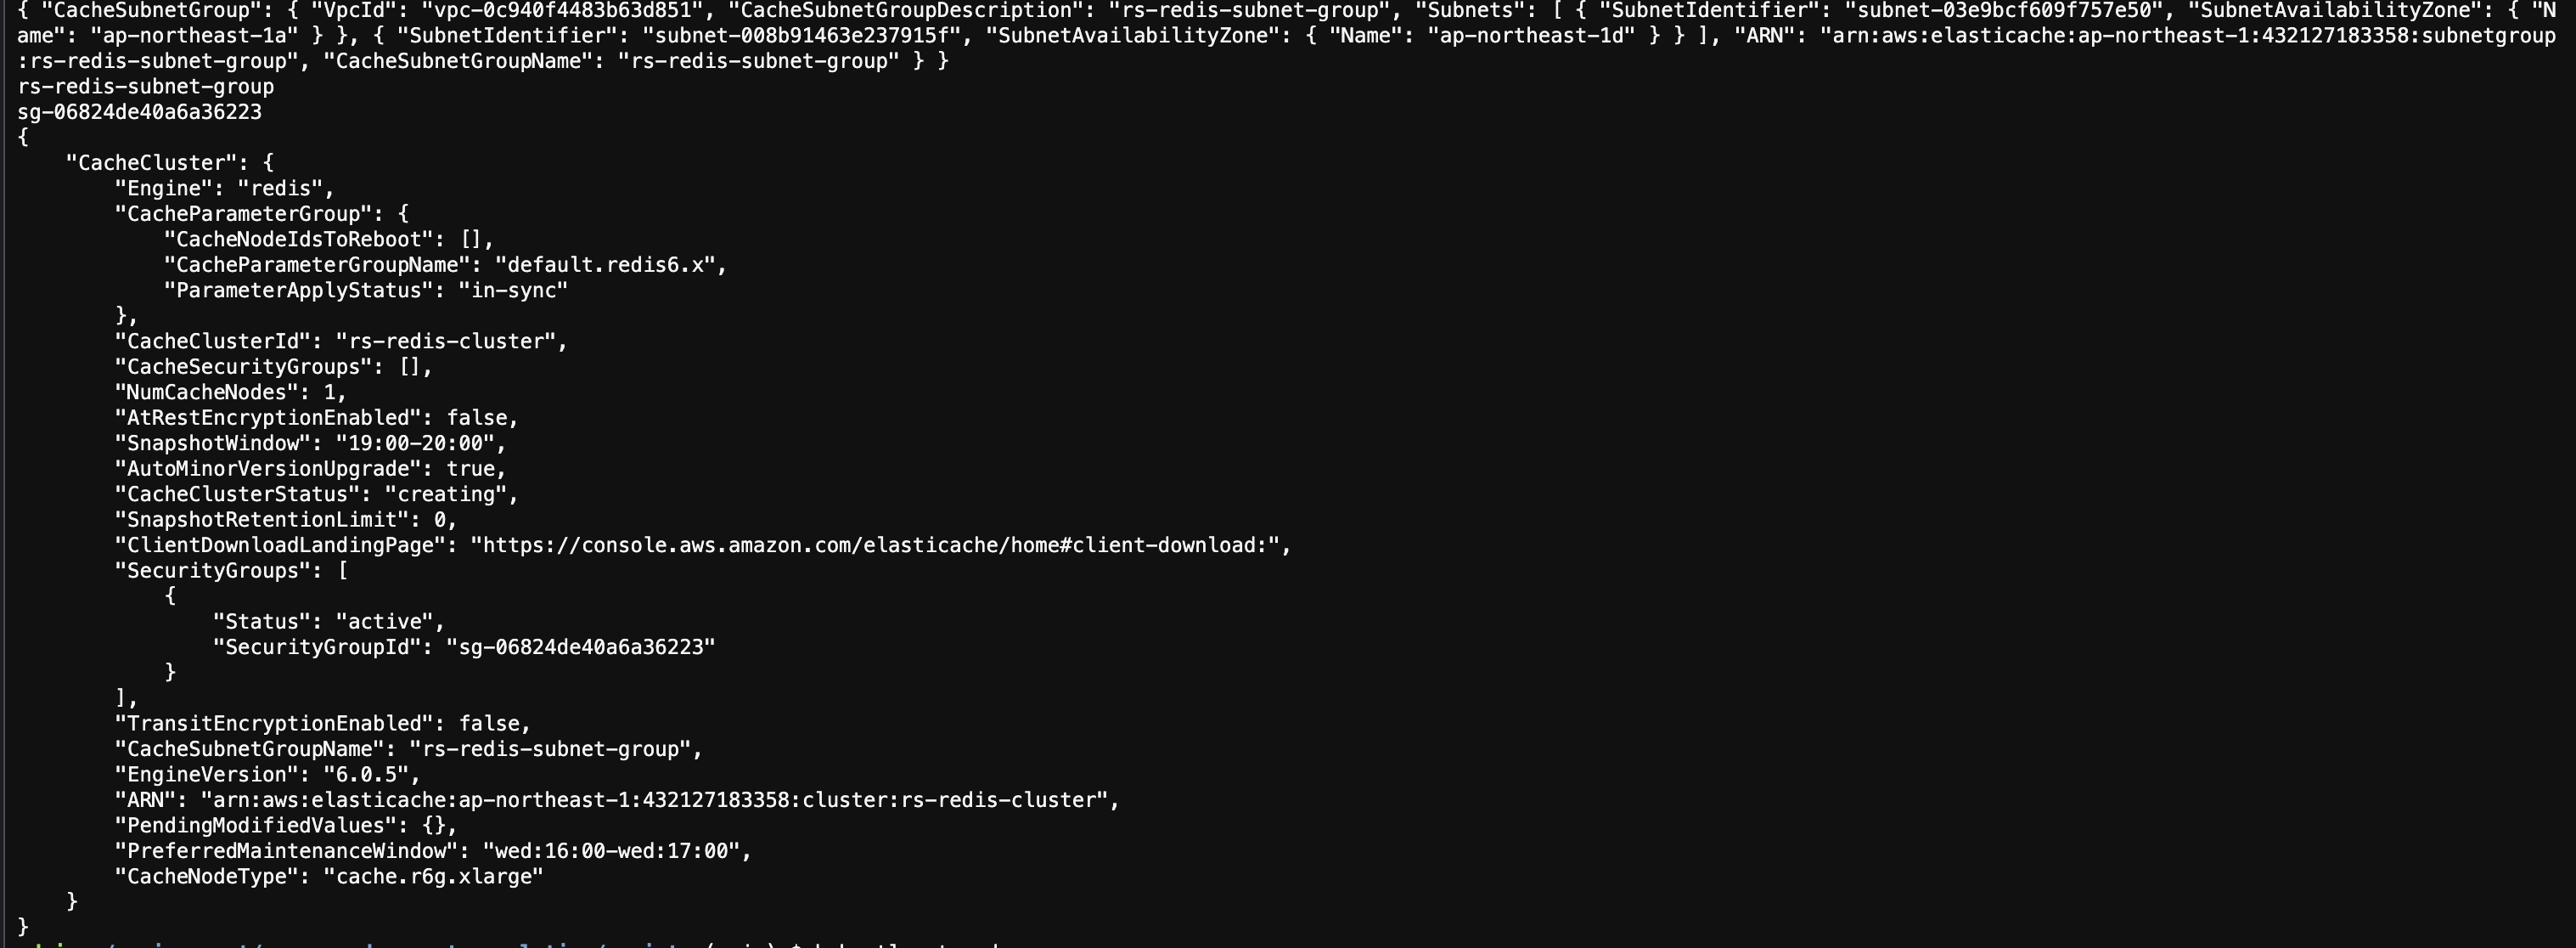 { "CacheSubnetGroup": { "VpcId": "vpc-0c940f4483b63d851", "CacheSubnetGroupDescription": "rs-redis-subnet-group", "Subnets": [ { "SubnetIdentifier": "subnet-03e9bcf609f757e50", "SubnetAvailabilityZone": { "N
ame": "ap-northeast-1a" } }, { "SubnetIdentifier": "subnet-008b91463e237915f", "SubnetAvailabilityZone": { "Name": "ap-northeast-1d" } } ], "ARN": "arn:aws:elasticache:ap-northeast-1:432127183358:subnetgroup
:rs-redis-subnet-group", "CacheSubnetGroupName": "rs-redis-subnet-group" } }
rs-redis-subnet-group
sg-06824de40a6a36223
{
    "CacheCluster": {
        "Engine": "redis",
        "CacheParameterGroup": {
            "CacheNodeIdsToReboot": [],
            "CacheParameterGroupName": "default.redis6.x",
            "ParameterApplyStatus": "in-sync"
        },
        "CacheClusterId": "rs-redis-cluster",
        "CacheSecurityGroups": [],
        "NumCacheNodes": 1,
        "AtRestEncryptionEnabled": false,
        "SnapshotWindow": "19:00-20:00",
        "AutoMinorVersionUpgrade": true,
        "CacheClusterStatus": "creating",
        "SnapshotRetentionLimit": 0,
        "ClientDownloadLandingPage": "https://console.aws.amazon.com/elasticache/home#client-download:",
        "SecurityGroups": [
            {
                "Status": "active",
                "SecurityGroupId": "sg-06824de40a6a36223"
            }
        ],
        "TransitEncryptionEnabled": false,
        "CacheSubnetGroupName": "rs-redis-subnet-group",
        "EngineVersion": "6.0.5",
        "ARN": "arn:aws:elasticache:ap-northeast-1:432127183358:cluster:rs-redis-cluster",
        "PendingModifiedValues": {},
        "PreferredMaintenanceWindow": "wed:16:00-wed:17:00",
        "CacheNodeType": "cache.r6g.xlarge"
    }
}